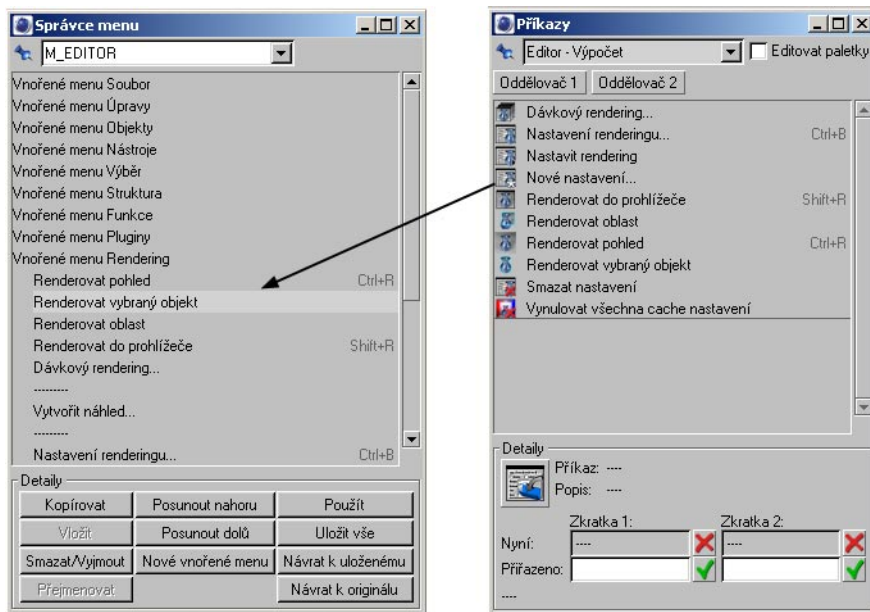 Správce menu
M_EDITOR
Vnořené menu Soubor
Vnořené menu Úpravy
Vnořené menu Objekty
Vnořené menu Nástroje
Vnořené menu Výběr
Vnořené menu Struktura
Vnořené menu Funkce
Vnořené menu Pluginy
Vnořené menu Rendering
Renderovat pohled Ctrl+R
Renderovat vybraný objekt
Renderovat oblast
Renderovat do prohlížeče Shift+R
Dávkový rendering...
---------
Vytvořit náhled...
---------
Nastavení renderingu... Ctrl+B
Detaily
Kopírovat Posunout nahoru Použít
Vložit Posunout dolů Uložit vše
Smazat/Vyjmout Nové vnořené menu Návrat k uloženému
Přejmenovat Návrat k originálu
Příkazy
Editor - Výpočet Editovat paletky
Oddělovač 1 Oddělovač 2
Dávkový rendering...
Nastavení renderingu... Ctrl+B
Nastavit rendering
Nové nastavení...
Renderovat do prohlížeče Shift+R
Renderovat oblast
Renderovat pohled Ctrl+R
Renderovat vybraný objekt
Smazat nastavení
Vynulovat všechna cache nastavení
Detaily
Příkaz: ----
Popis: ----
Zkratka 1: Zkratka 2:
Nyní: ---- ----
Přiřazeno:
----